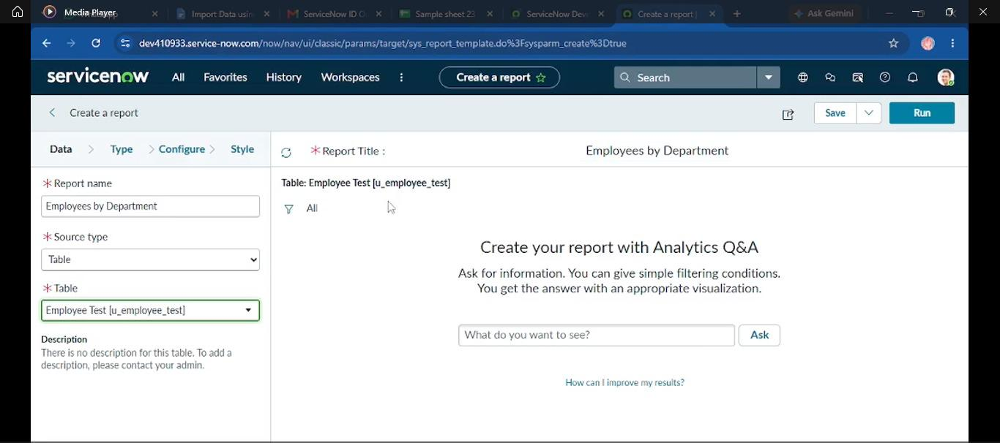 Media Player
Import Data usin
ServiceNow ID O
Sample sheet 23
ServiceNow Dev
Create a report |
Ask Gemini
dev410933.service-now.com/now/nav/ui/classic/params/target/sys_report_template.do%3Fsysparm_create%3Dtrue
servicenow
All
Favorites
History
Workspaces
Create a report
Search
Create a report
Save
Run
Data
Type
Configure
Style
* Report name
Employees by Department
* Source type
Table
* Table
Employee Test [u_employee_test]
Description
There is no description for this table. To add a
description, please contact your admin.
* Report Title :
Employees by Department
Table: Employee Test [u_employee_test]
All
Create your report with Analytics Q&A
Ask for information. You can give simple filtering conditions.
You get the answer with an appropriate visualization.
What do you want to see?
Ask
How can I improve my results?